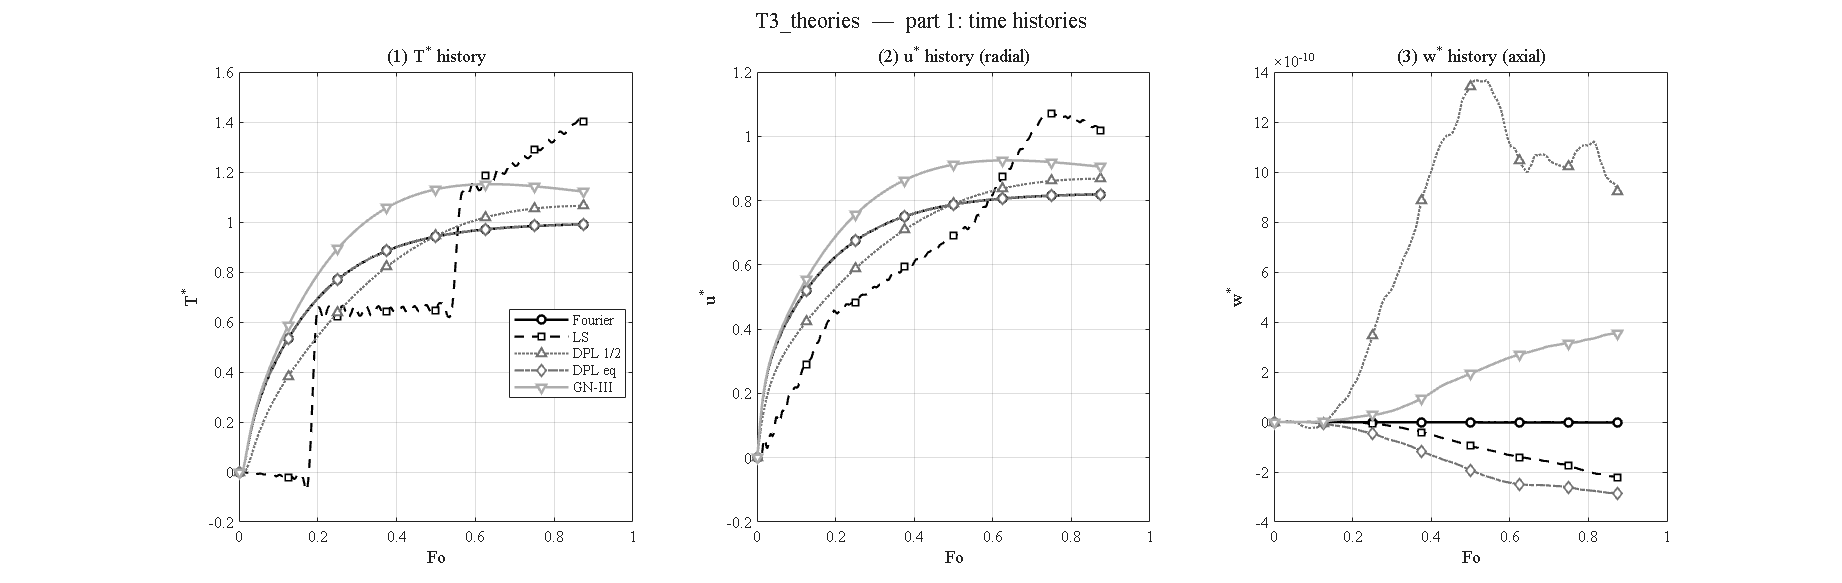 T3_theories — part 1: time histories
(1) T* history
1.6
1.4
1.2
1
0.8
0.6
0.4
0.2
0
-0.2
T*
0 0.2 0.4 0.6 0.8 1
Fo
Fourier
LS
DPL 1/2
DPL eq
GN-III
(2) u* history (radial)
1.2
1
0.8
0.6
0.4
0.2
0
-0.2
u*
0 0.2 0.4 0.6 0.8 1
Fo
(3) w* history (axial)
×10-10
14
12
10
8
6
4
2
0
-2
-4
w*
0 0.2 0.4 0.6 0.8 1
Fo